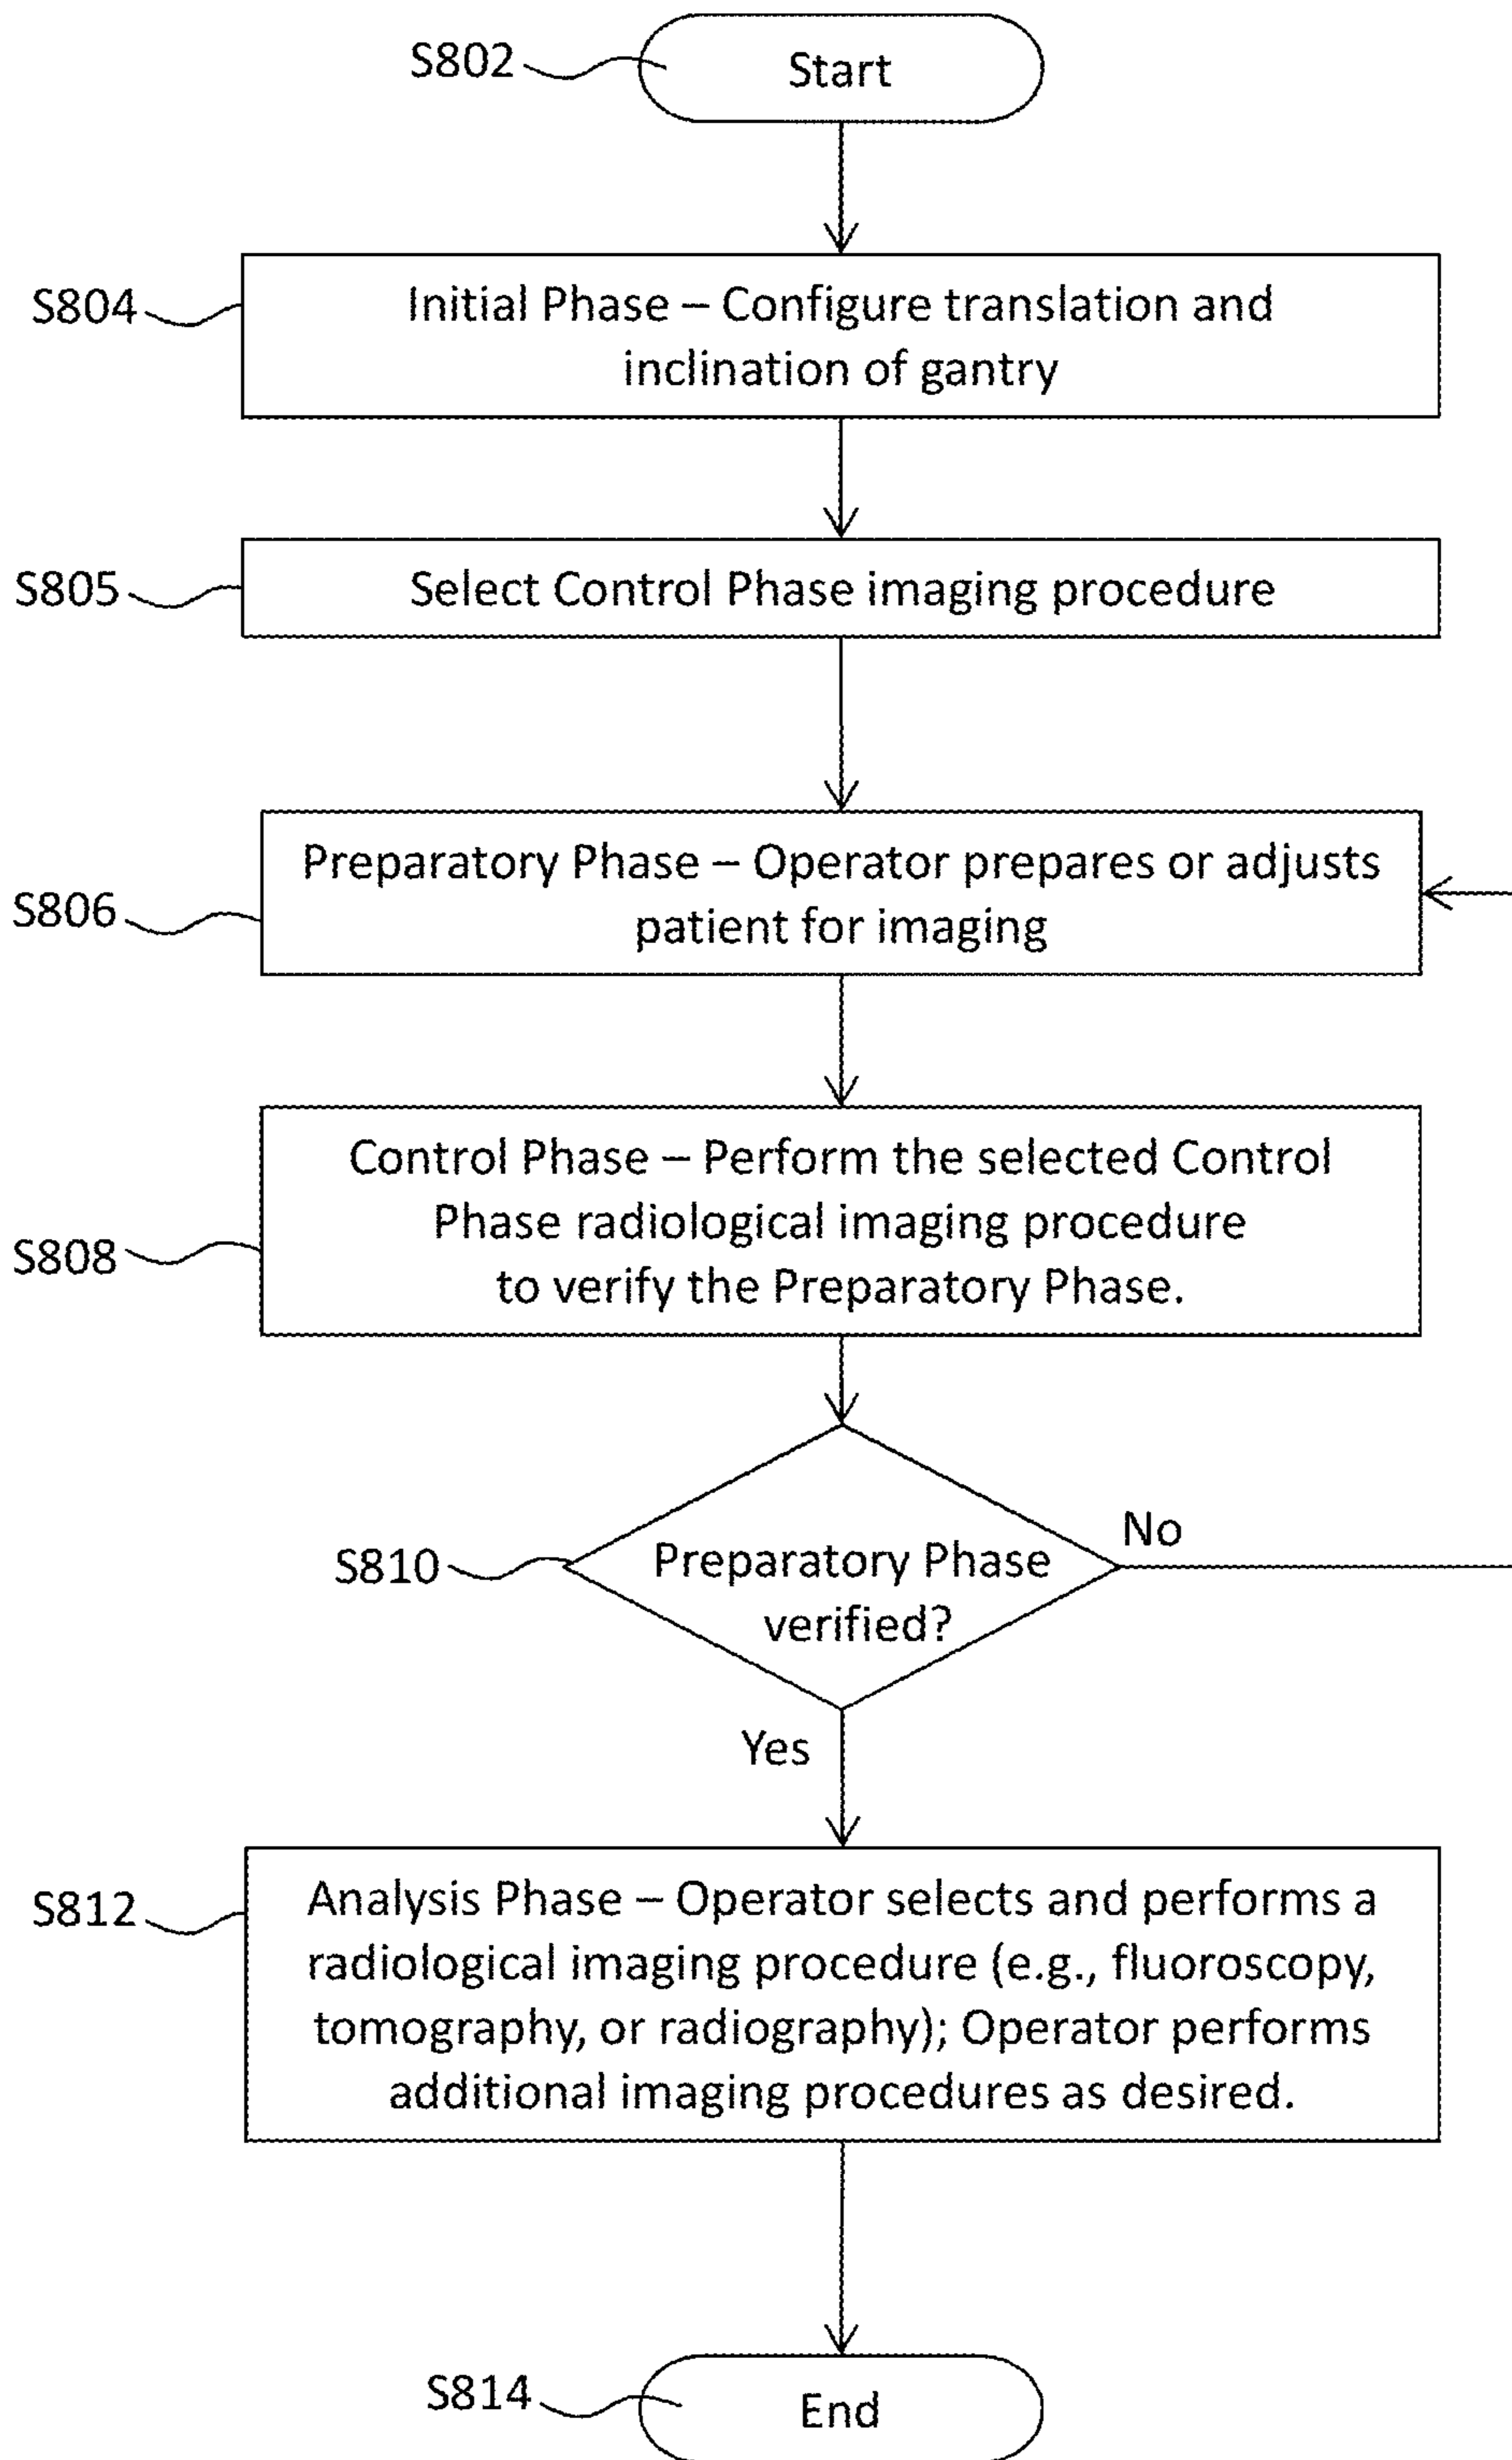 S802
Start
S804
Initial Phase – Configure translation and
inclination of gantry
S805
Select Control Phase imaging procedure
S806
Preparatory Phase – Operator prepares or adjusts
patient for imaging
S808
Control Phase – Perform the selected Control
Phase radiological imaging procedure
to verify the Preparatory Phase.
S810
Preparatory Phase
verified?
No
Yes
S812
Analysis Phase – Operator selects and performs a
radiological imaging procedure (e.g., fluoroscopy,
tomography, or radiography); Operator performs
additional imaging procedures as desired.
S814
End